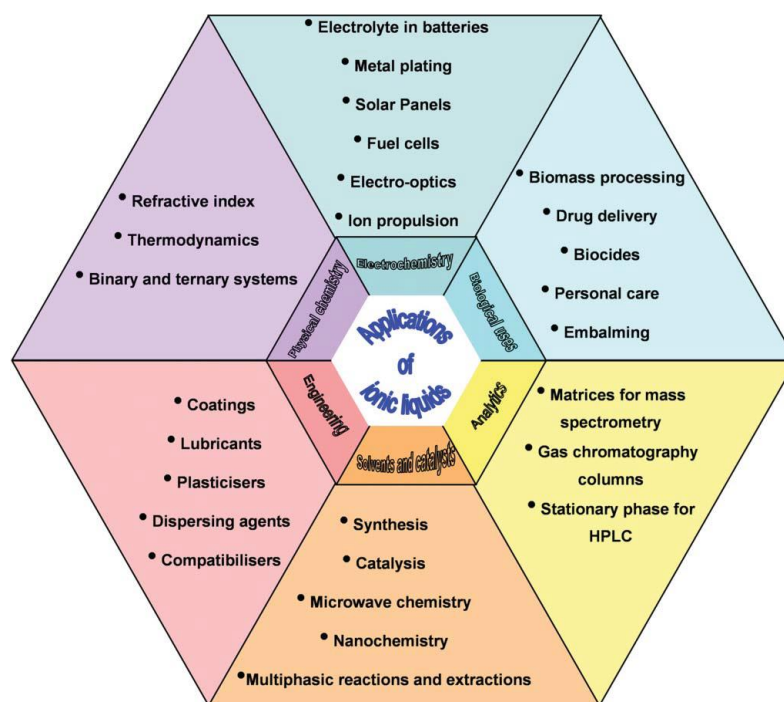 • Electrolyte in batteries
• Metal plating
• Solar Panels
• Fuel cells
• Electro-optics
• Ion propulsion
Electrochemistry
• Biomass processing
• Drug delivery
• Biocides
• Personal care
• Embalming
Biological uses
• Refractive index
• Thermodynamics
• Binary and ternary systems
Physical chemistry
Applications
of
ionic liquids
• Coatings
• Lubricants
• Plasticisers
• Dispersing agents
• Compatibilisers
Engineering
• Matrices for mass
spectrometry
• Gas chromatography
columns
• Stationary phase for
HPLC
Analytics
Solvents and catalysts
• Synthesis
• Catalysis
• Microwave chemistry
• Nanochemistry
• Multiphasic reactions and extractions